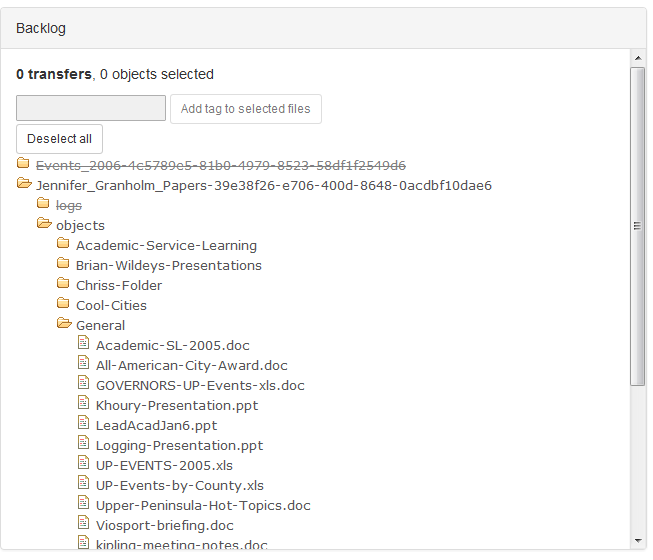 Backlog
0 transfers, 0 objects selected
Add tag to selected files
Deselect all
Events_2006-4c5789e5-81b0-4979-8523-58df1f2549d6
Jennifer_Granholm_Papers-39e38f26-e706-400d-8648-0acdbf10dae6
logs
objects
Academic-Service-Learning
Brian-Wildeys-Presentations
Chriss-Folder
Cool-Cities
General
Academic-SL-2005.doc
All-American-City-Award.doc
GOVERNORS-UP-Events-xls.doc
Khoury-Presentation.ppt
LeadAcadJan6.ppt
Logging-Presentation.ppt
UP-EVENTS-2005.xls
UP-Events-by-County.xls
Upper-Peninsula-Hot-Topics.doc
Viosport-briefing.doc
kipling-meeting-notes.doc